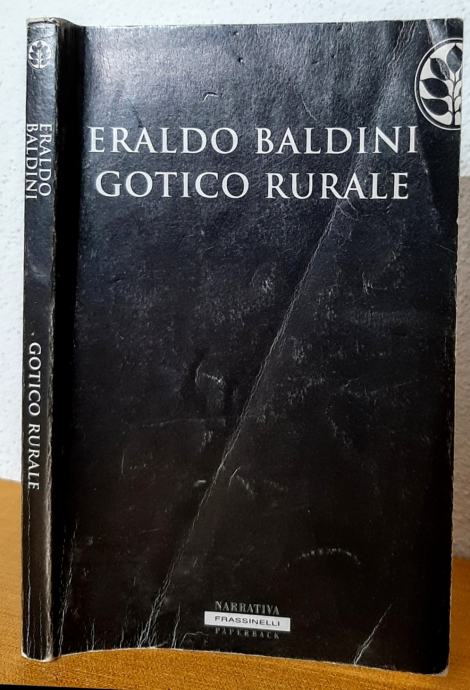 ERALDO
BALDINI
GOTICO RURALE
ERALDO BALDINI
GOTICO RURALE
NARRATIVA
FRASSINELLI
PAPERBACK